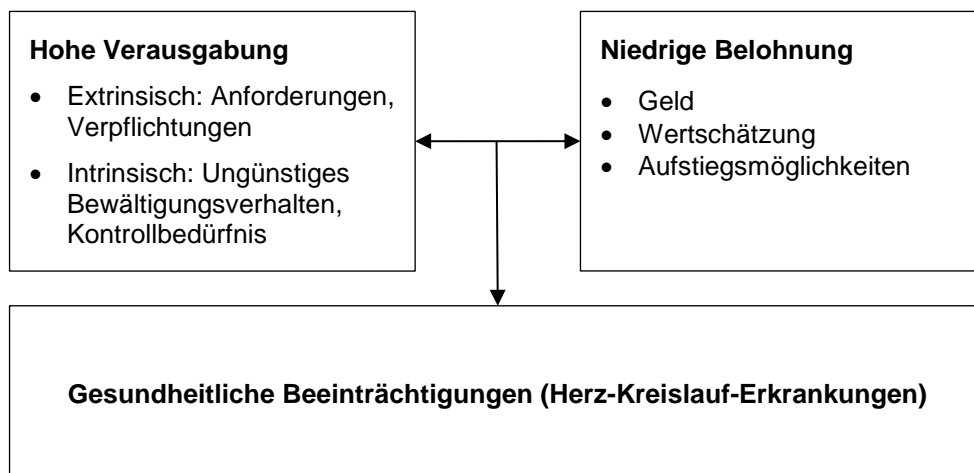 Hohe Verausgabung
• Extrinsisch: Anforderungen,
Verpflichtungen
• Intrinsisch: Ungünstiges
Bewältigungsverhalten,
Kontrollbedürfnis
Niedrige Belohnung
• Geld
• Wertschätzung
• Aufstiegsmöglichkeiten
Gesundheitliche Beeinträchtigungen (Herz-Kreislauf-Erkrankungen)